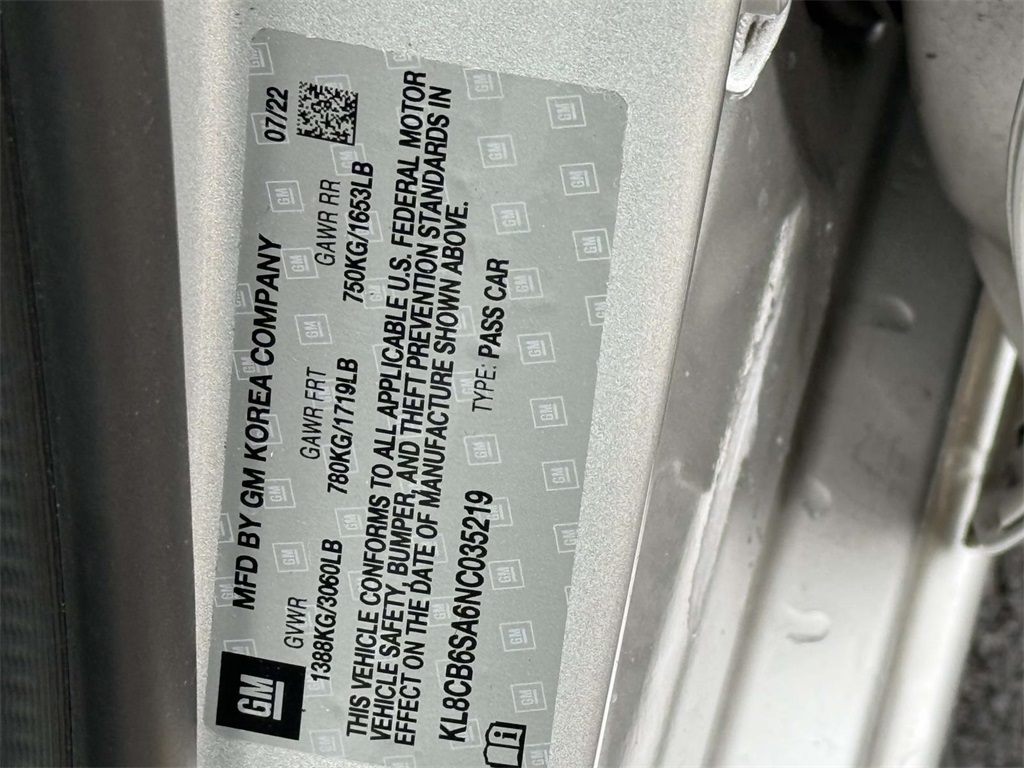 MFD BY GM KOREA COMPANY 07/22
GM
GVWR GAWR FRT GAWR RR
1388KG/3060LB 780KG/1719LB 750KG/1653LB
THIS VEHICLE CONFORMS TO ALL APPLICABLE U.S. FEDERAL MOTOR
VEHICLE SAFETY, BUMPER, AND THEFT PREVENTION STANDARDS IN
EFFECT ON THE DATE OF MANUFACTURE SHOWN ABOVE.
KL8CB6SA6NC035219 TYPE: PASS CAR